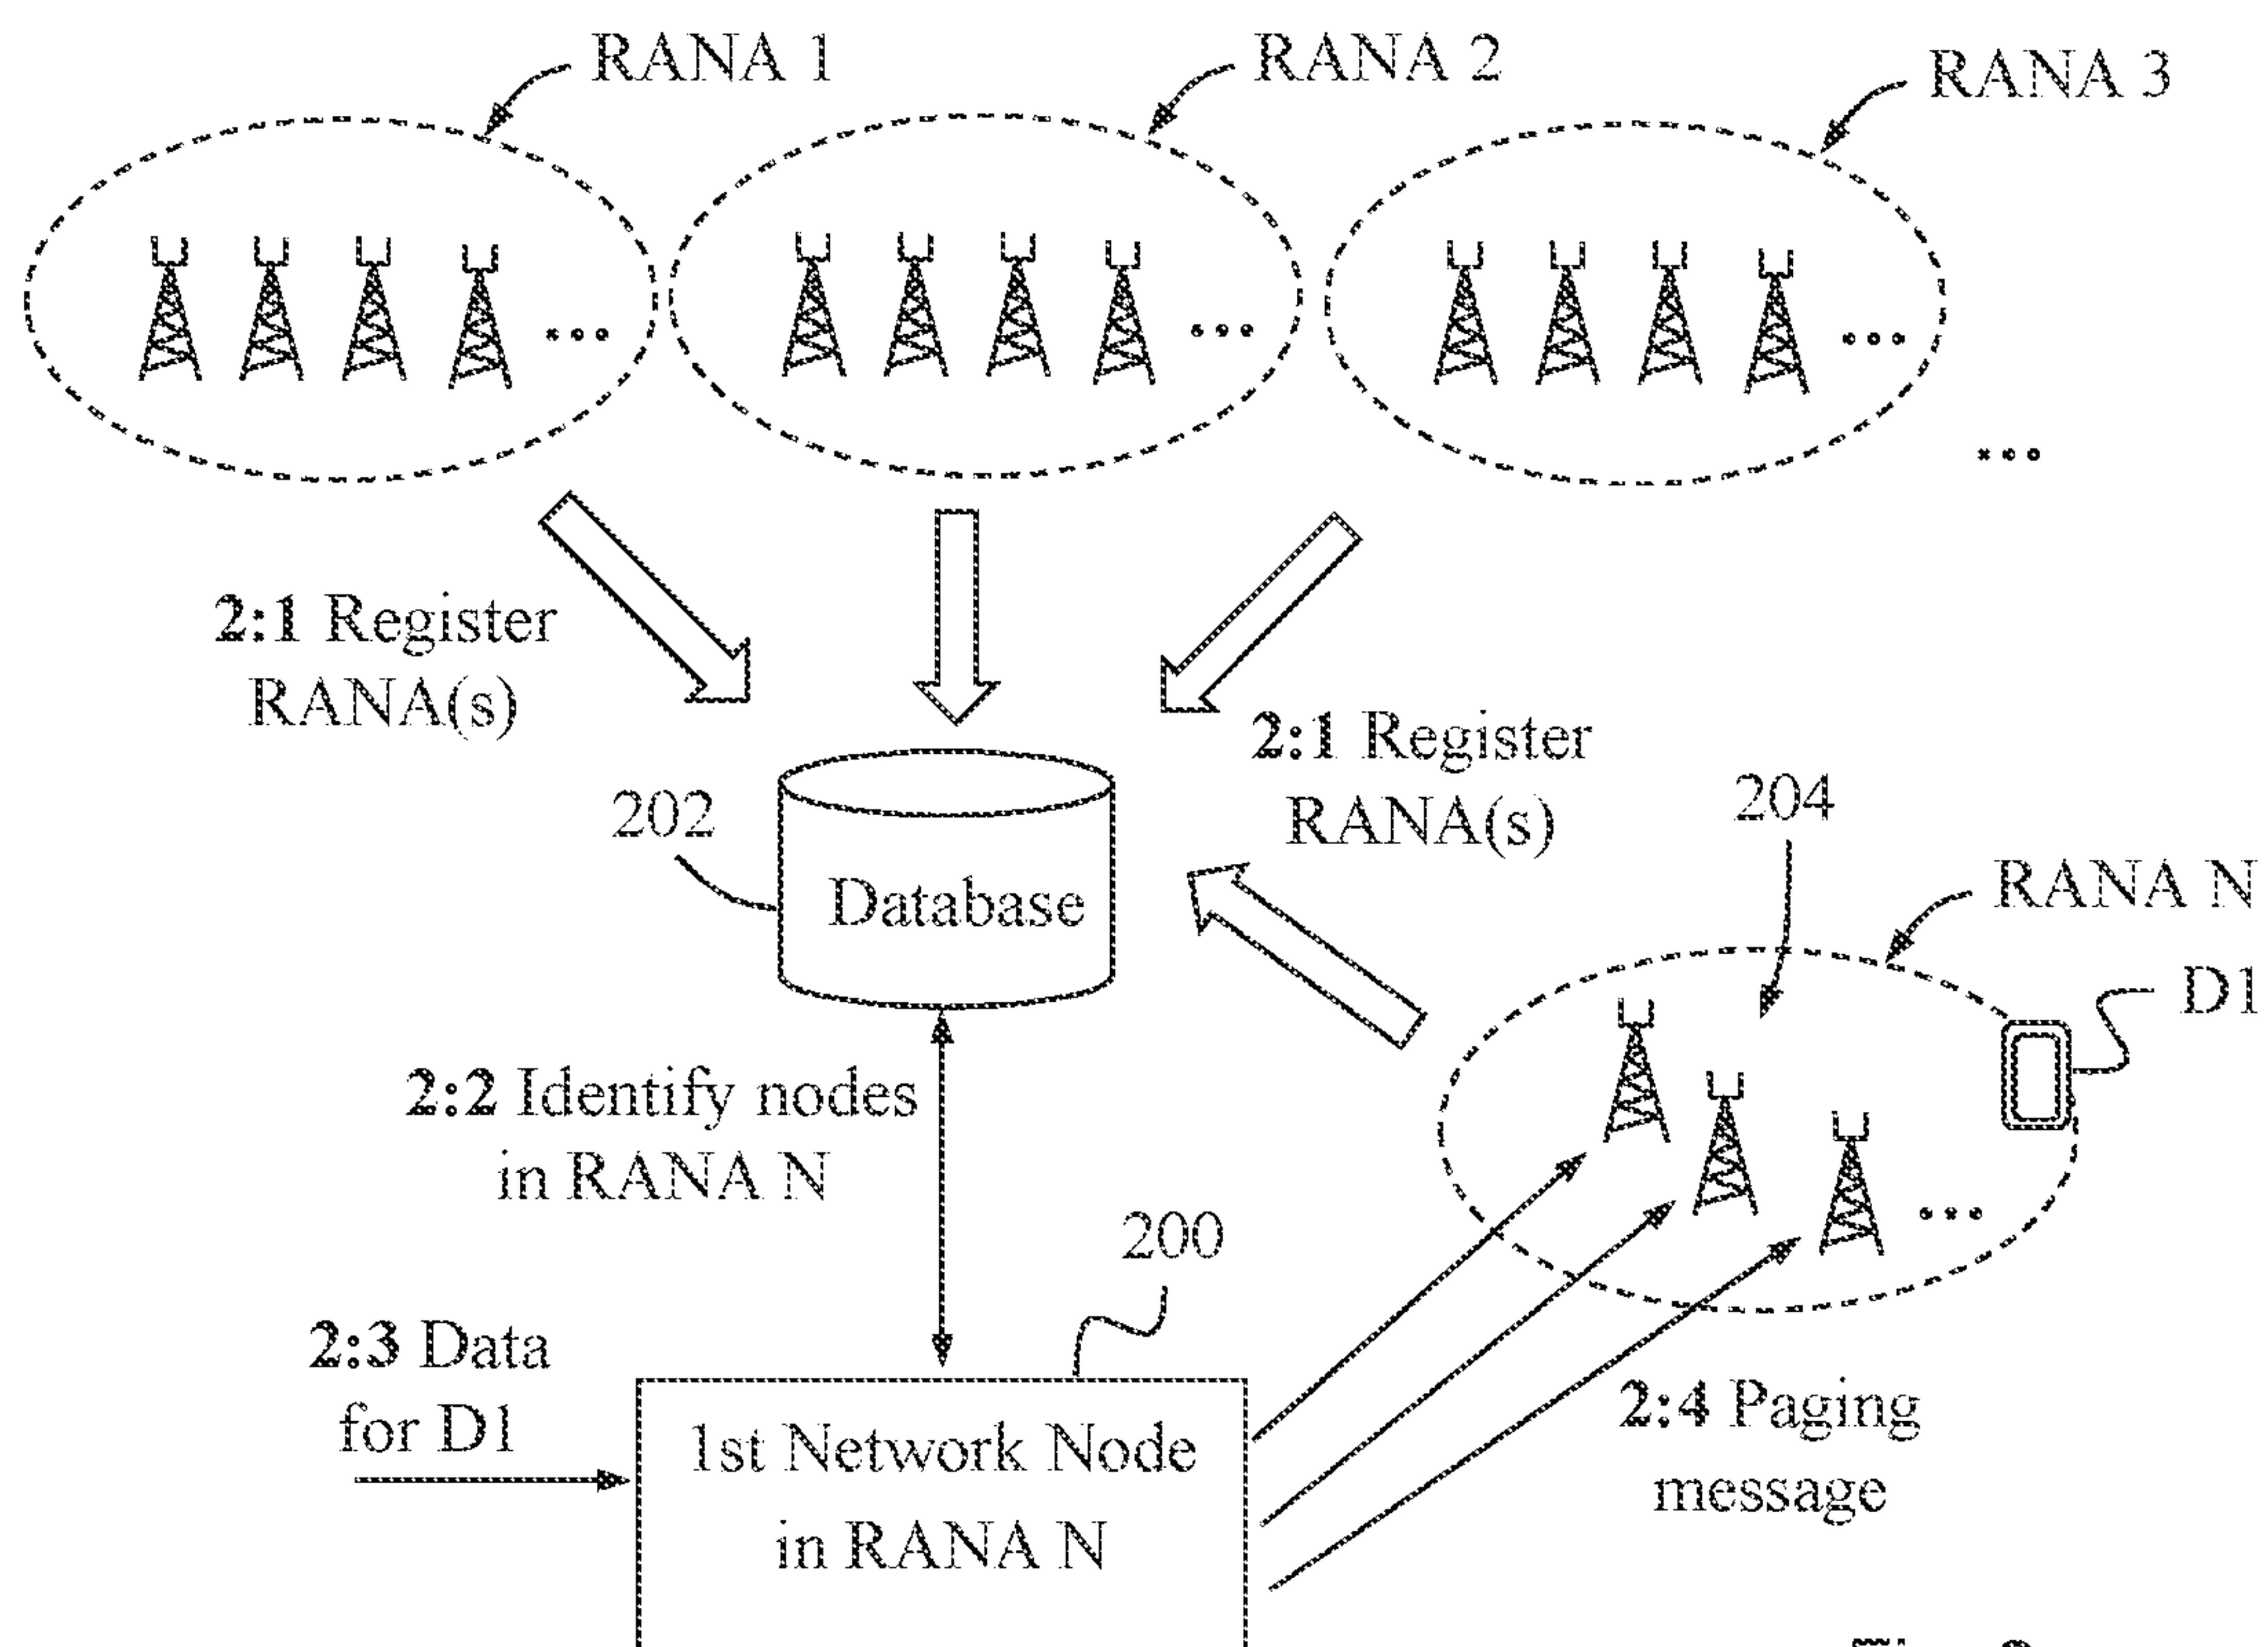 RANA 1
RANA 2
RANA 3
2:1 Register
RANA(s)
2:1 Register
RANA(s)
202
Database
204
RANA N
D1
2:2 Identify nodes
in RANA N
200
2:3 Data
for D1
1st Network Node
in RANA N
2:4 Paging
message